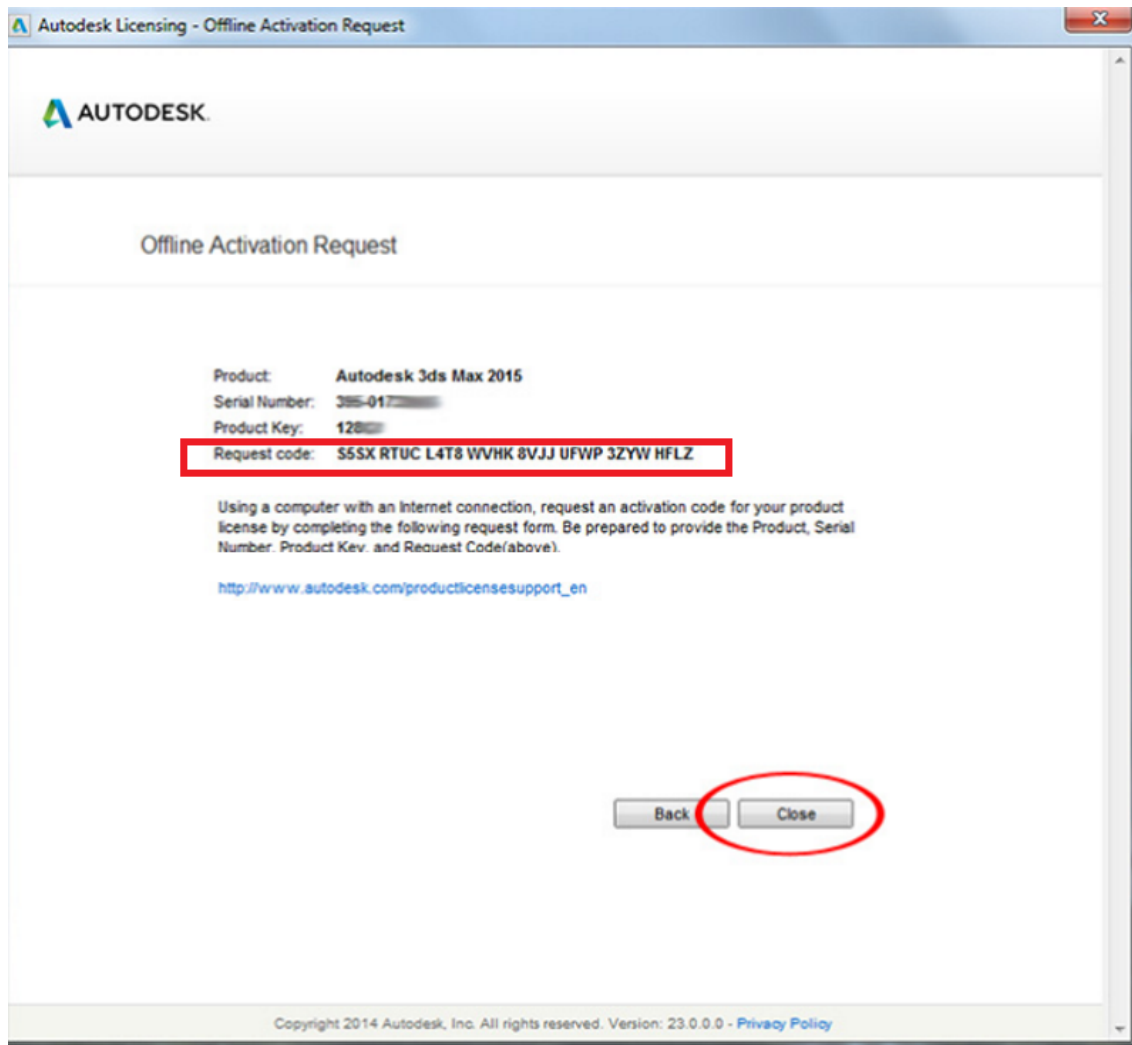 Autodesk Licensing - Offline Activation Request
AUTODESK.
Offline Activation Request
Product: Autodesk 3ds Max 2015
Serial Number: 395-017
Product Key: 128
Request code: S5SX RTUC L4T8 WVHK 8VJJ UFWP 3ZYW HFLZ
Using a computer with an Internet connection, request an activation code for your product
license by completing the following request form. Be prepared to provide the Product, Serial
Number, Product Key, and Request Code(above).
http://www.autodesk.com/productlicensesupport_en
Back Close
Copyright 2014 Autodesk, Inc. All rights reserved. Version: 23.0.0.0 - Privacy Policy